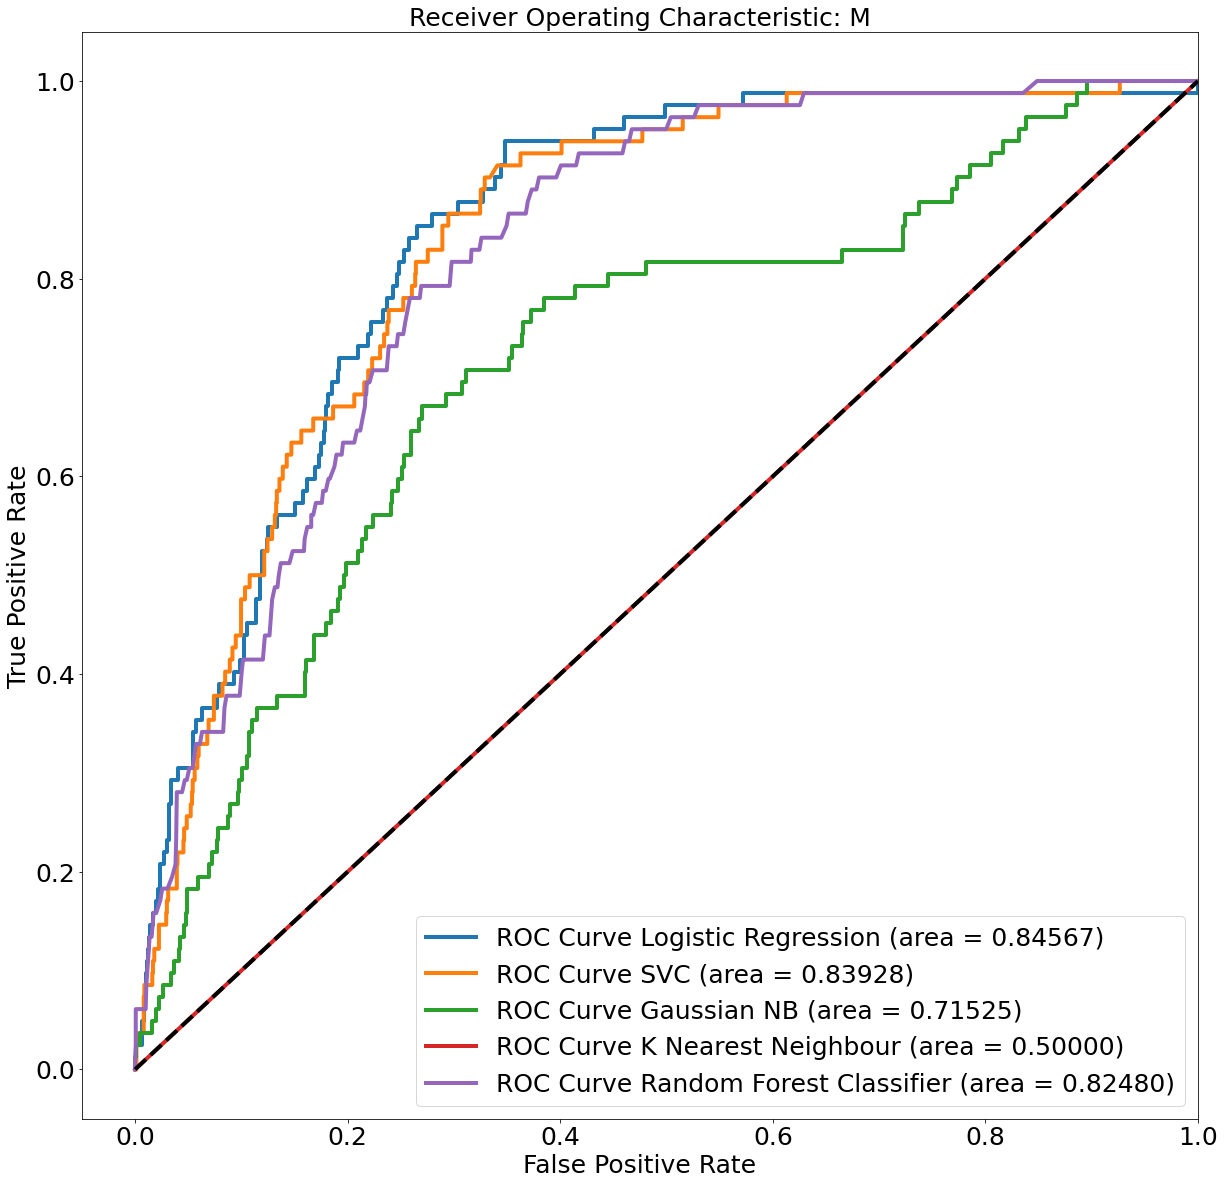 Receiver Operating Characteristic: M
True Positive Rate
1.0
0.8
0.6
0.4
0.2
0.0
ROC Curve Logistic Regression (area = 0.84567)
ROC Curve SVC (area = 0.83928)
ROC Curve Gaussian NB (area = 0.71525)
ROC Curve K Nearest Neighbour (area = 0.50000)
ROC Curve Random Forest Classifier (area = 0.82480)
0.0 0.2 0.4 0.6 0.8 1.0
False Positive Rate